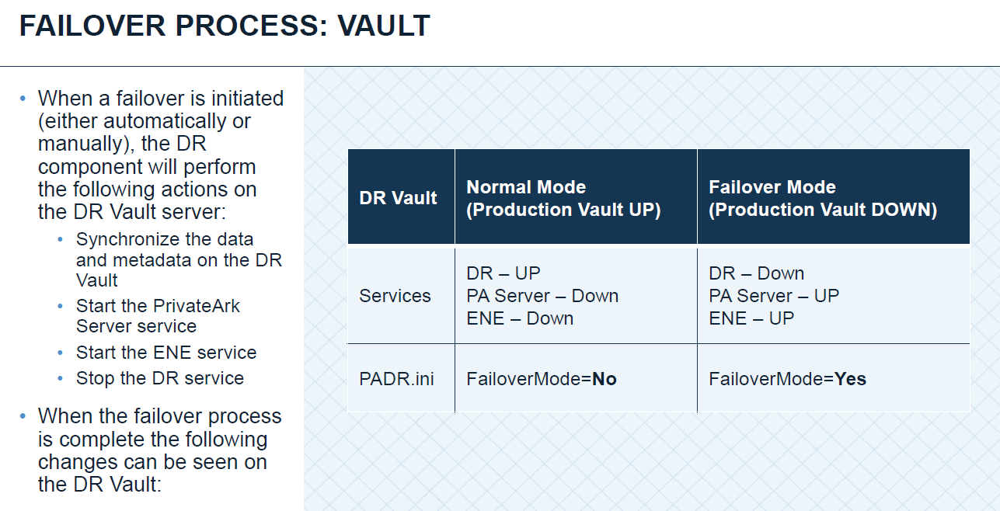 FAILOVER PROCESS: VAULT
• When a failover is initiated
(either automatically or
manually), the DR
component will perform
the following actions on
the DR Vault server:
• Synchronize the data
and metadata on the DR
Vault
• Start the PrivateArk
Server service
• Start the ENE service
• Stop the DR service
• When the failover process
is complete the following
changes can be seen on
the DR Vault:
DR Vault
Normal Mode
(Production Vault UP)
Failover Mode
(Production Vault DOWN)
Services
DR – UP
PA Server – Down
ENE – Down
DR – Down
PA Server – UP
ENE – UP
PADR.ini
FailoverMode=No
FailoverMode=Yes